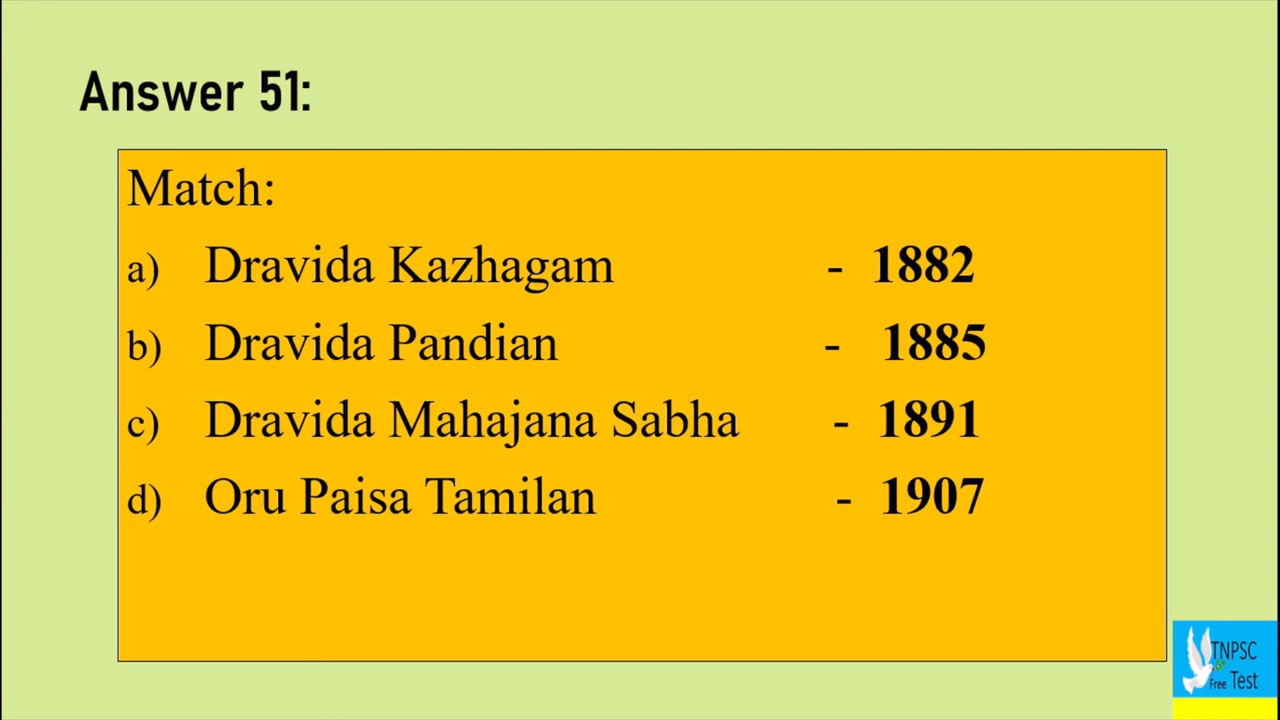 Answer 51:
Match:
a) Dravida Kazhagam - 1882
b) Dravida Pandian - 1885
c) Dravida Mahajana Sabha - 1891
d) Oru Paisa Tamilan - 1907
TNPSC
Free Test